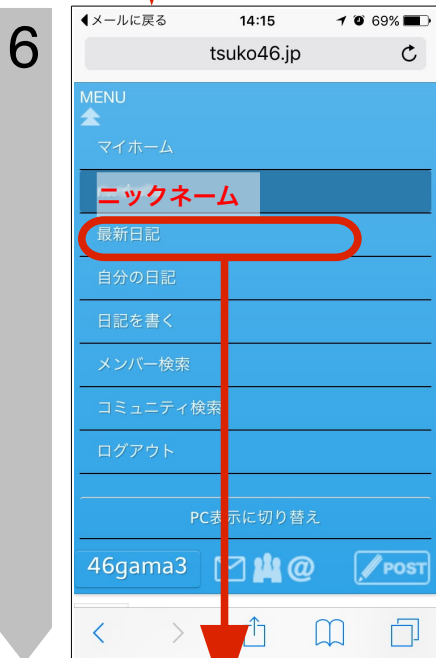 6
メールに戻る 14:15 69%
tsuko46.jp
MENU
マイホーム
ニックネーム
最新日記
自分の日記
日記を書く
メンバー検索
コミュニティ検索
ログアウト
PC表示に切り替え
46gama3 @ POST